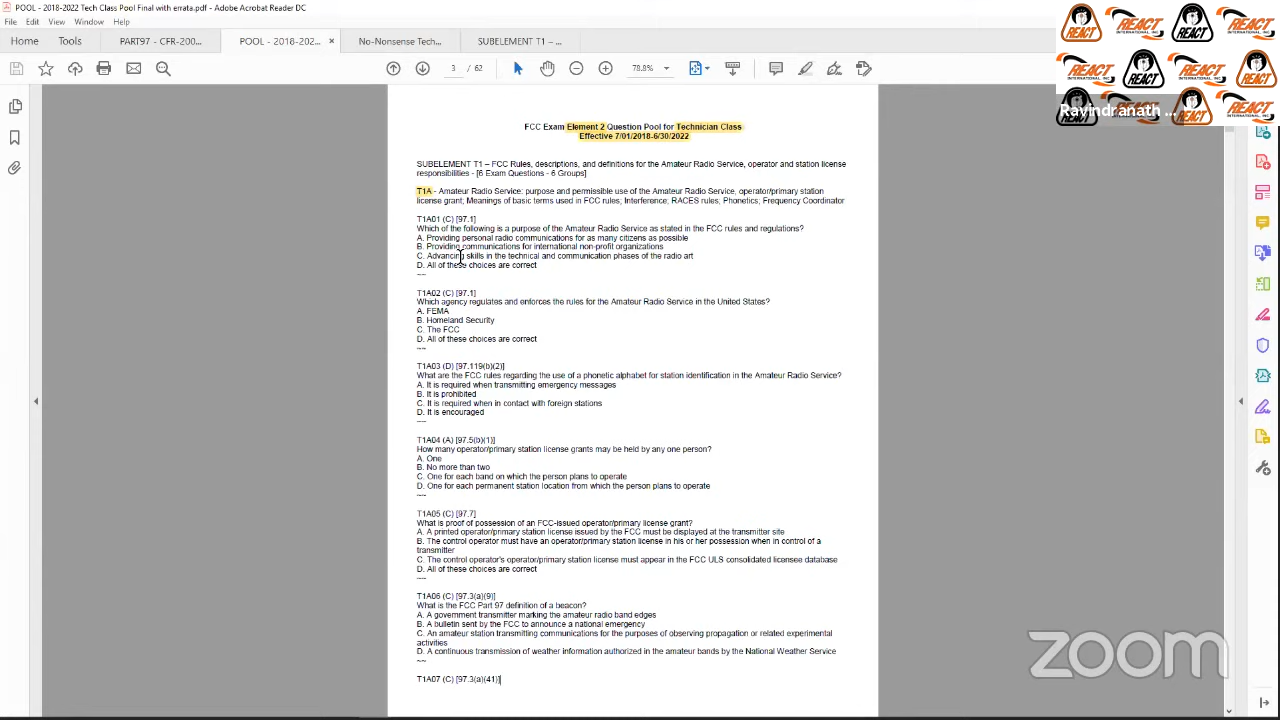 POOL - 2018-2022 Tech Class Pool Final with errata.pdf - Adobe Acrobat Reader DC
File Edit View Window Help
Home Tools PART97 - CFR-200... POOL - 2018-202... × No-Nonsense Tech... SUBELEMENT T1 – ...
3 / 62 78.8%
REACT REACT INTERNATIONAL, INC. REACT REACT INTERNATIONAL, INC.
REACT INTERNATIONAL, INC. REACT REACT INTERNATIONAL, INC. REACT
REACT REACT INTERNATIONAL, INC. REACT REACT INTERNATIONAL, INC.
Ravindranath ...
FCC Exam Element 2 Question Pool for Technician Class
Effective 7/01/2018-6/30/2022
SUBELEMENT T1 – FCC Rules, descriptions, and definitions for the Amateur Radio Service, operator and station license
responsibilities - [6 Exam Questions - 6 Groups]
T1A - Amateur Radio Service: purpose and permissible use of the Amateur Radio Service, operator/primary station
license grant; Meanings of basic terms used in FCC rules; Interference; RACES rules; Phonetics; Frequency Coordinator
T1A01 (C) [97.1]
Which of the following is a purpose of the Amateur Radio Service as stated in the FCC rules and regulations?
A. Providing personal radio communications for as many citizens as possible
B. Providing communications for international non-profit organizations
C. Advancing skills in the technical and communication phases of the radio art
D. All of these choices are correct
~~
T1A02 (C) [97.1]
Which agency regulates and enforces the rules for the Amateur Radio Service in the United States?
A. FEMA
B. Homeland Security
C. The FCC
D. All of these choices are correct
~~
T1A03 (D) [97.119(b)(2)]
What are the FCC rules regarding the use of a phonetic alphabet for station identification in the Amateur Radio Service?
A. It is required when transmitting emergency messages
B. It is prohibited
C. It is required when in contact with foreign stations
D. It is encouraged
~~
T1A04 (A) [97.5(b)(1)]
How many operator/primary station license grants may be held by any one person?
A. One
B. No more than two
C. One for each band on which the person plans to operate
D. One for each permanent station location from which the person plans to operate
~~
T1A05 (C) [97.7]
What is proof of possession of an FCC-issued operator/primary license grant?
A. A printed operator/primary station license issued by the FCC must be displayed at the transmitter site
B. The control operator must have an operator/primary station license in his or her possession when in control of a
transmitter
C. The control operator's operator/primary station license must appear in the FCC ULS consolidated licensee database
D. All of these choices are correct
~~
T1A06 (C) [97.3(a)(9)]
What is the FCC Part 97 definition of a beacon?
A. A government transmitter marking the amateur radio band edges
B. A bulletin sent by the FCC to announce a national emergency
C. An amateur station transmitting communications for the purposes of observing propagation or related experimental
activities
D. A continuous transmission of weather information authorized in the amateur bands by the National Weather Service
~~
T1A07 (C) [97.3(a)(41)]
zoom